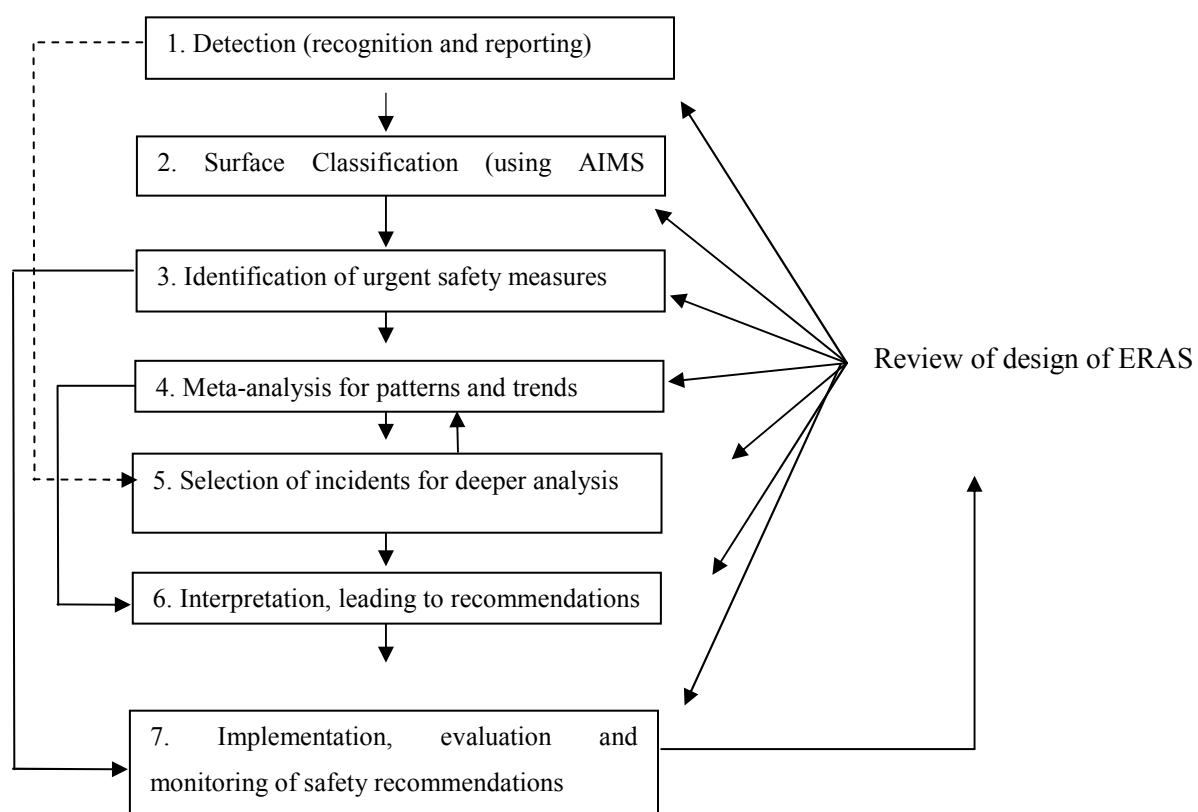 1. Detection (recognition and reporting)
2. Surface Classification (using AIMS
3. Identification of urgent safety measures
4. Meta-analysis for patterns and trends
5. Selection of incidents for deeper analysis
6. Interpretation, leading to recommendations
7. Implementation, evaluation and
monitoring of safety recommendations
Review of design of ERAS